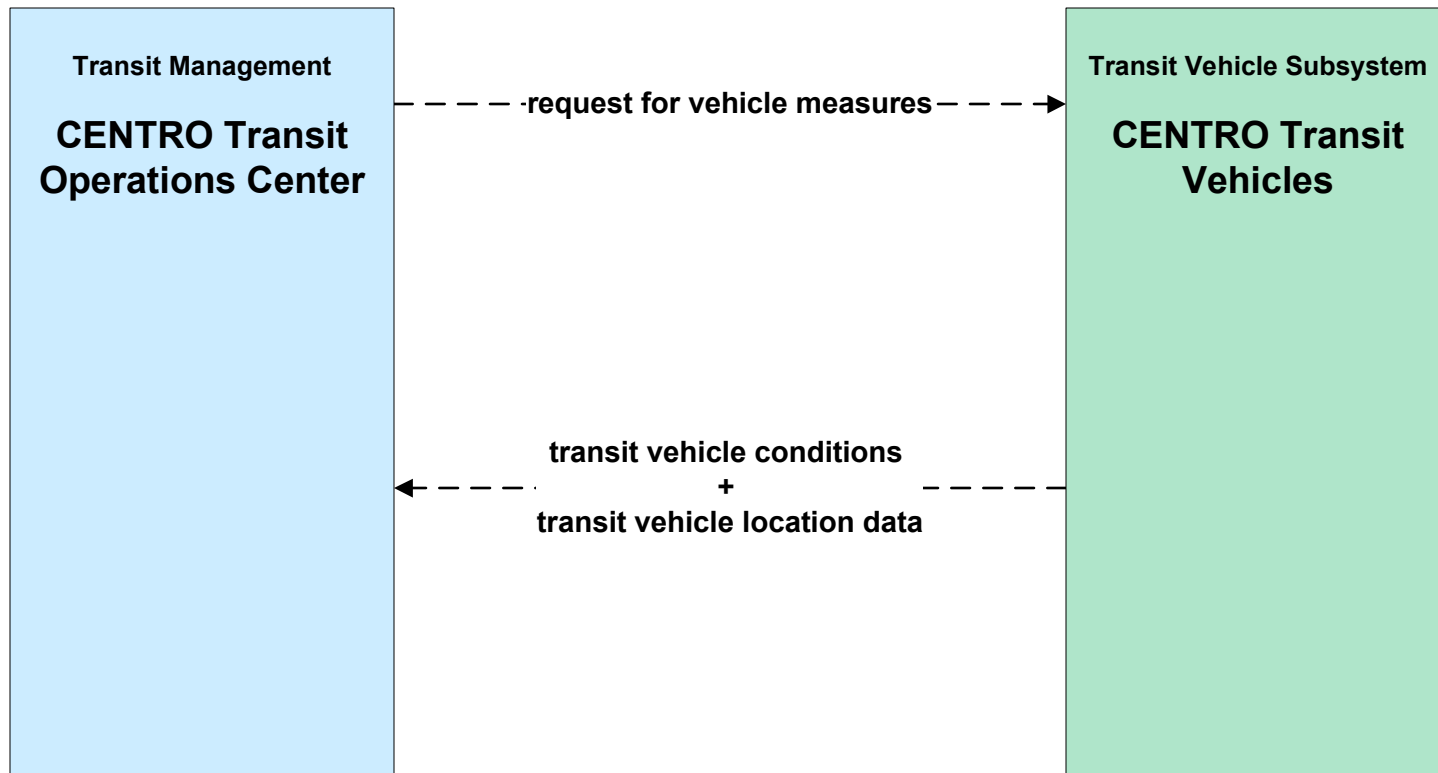 Transit Management
CENTRO Transit
Operations Center
request for vehicle measures
Transit Vehicle Subsystem
CENTRO Transit
Vehicles
transit vehicle conditions
+
transit vehicle location data